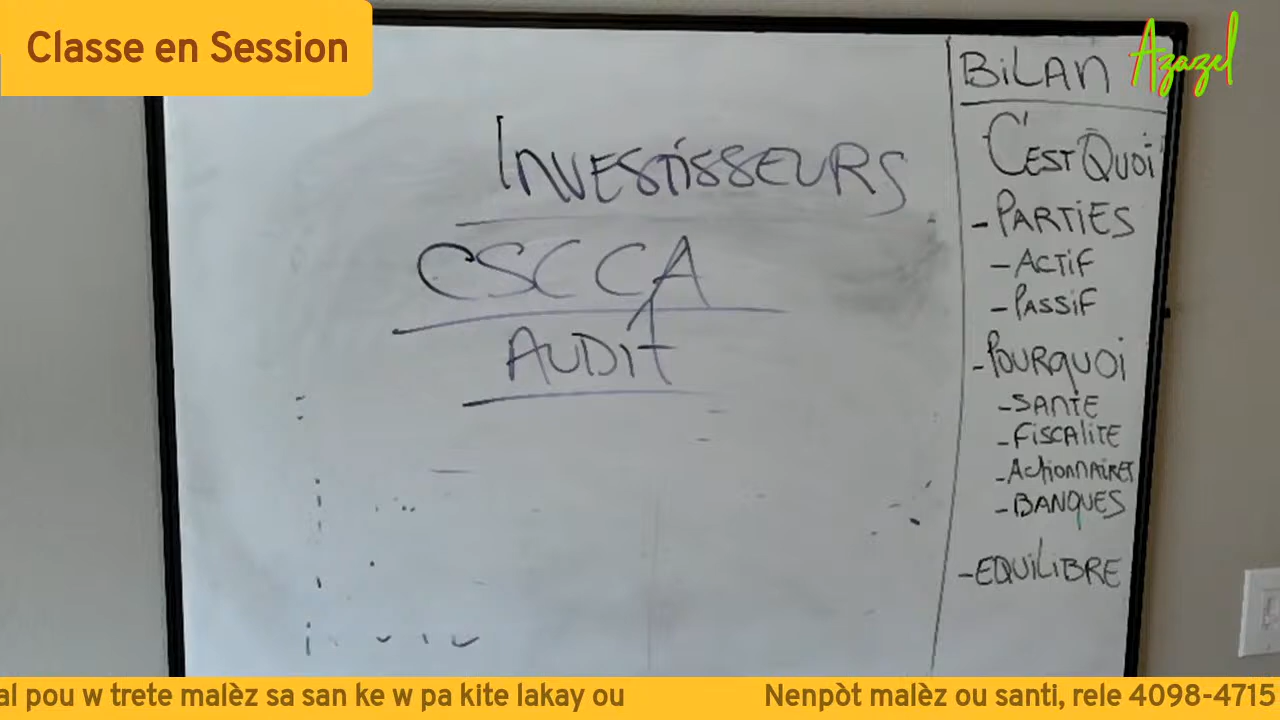 Classe en Session
INVESTISSEURS
CSCCA
AUDIT
BILAN
Azazel
C'EST QUOI
- PARTIES
- ACTIF
- PASSIF
- POURQUOI
- SANTE
- FISCALITE
- ACTIONNAIRES
- BANQUES
- EQUILIBRE
al pou w trete malèz sa san ke w pa kite lakay ou
Nenpòt malèz ou santi, rele 4098-4715